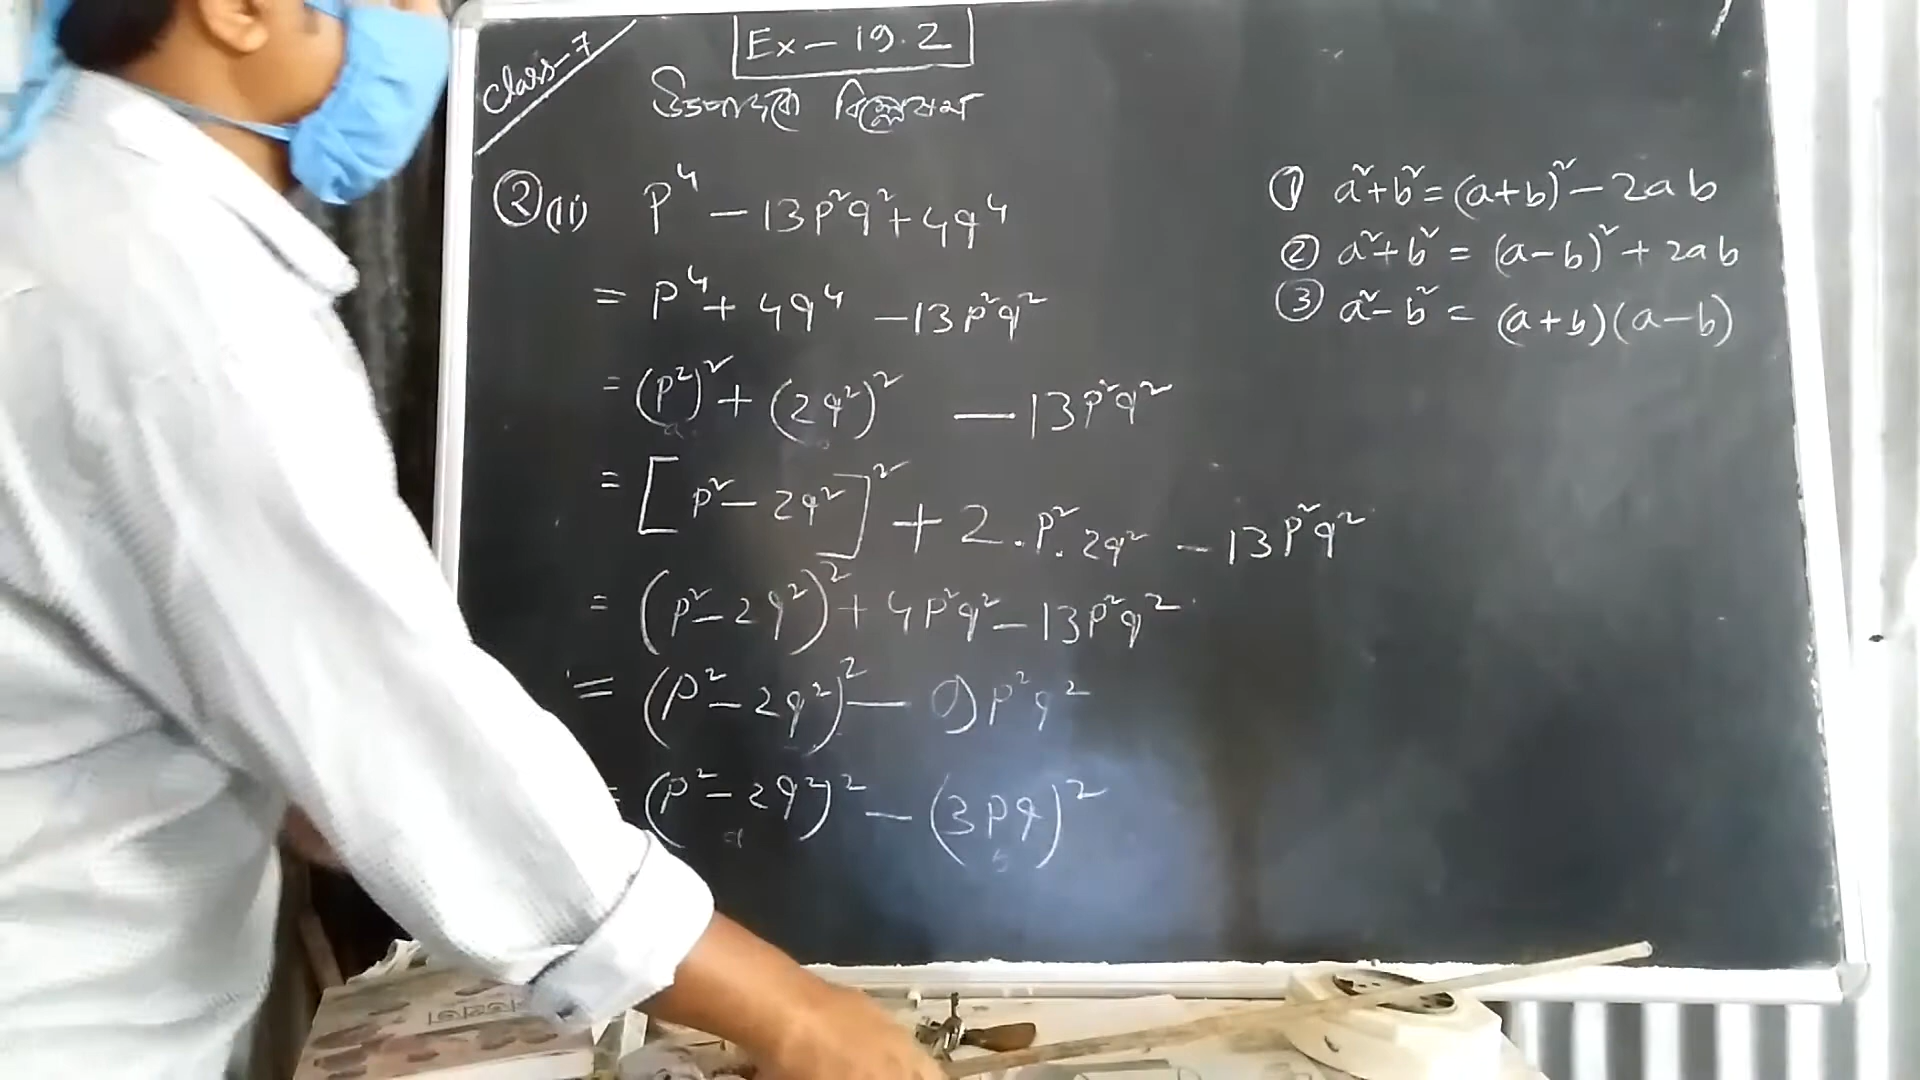 Class-7
Ex-19.2
উৎপাদকে বিশ্লেষণ
②(ii) P⁴ - 13p²q² + 4q⁴
= P⁴ + 4q⁴ - 13p²q²
= (p²)² + (2q²)² - 13p²q²
a
= [p² - 2q²]² + 2.p².2q² - 13p²q²
= (p² - 2q²)² + 4p²q² - 13p²q²
= (p² - 2q²)² - 9p²q²
= (p² - 2q²)² - (3pq)²
a b
① a²+b² = (a+b)² - 2ab
② a²+b² = (a-b)² + 2ab
③ a²-b² = (a+b)(a-b)